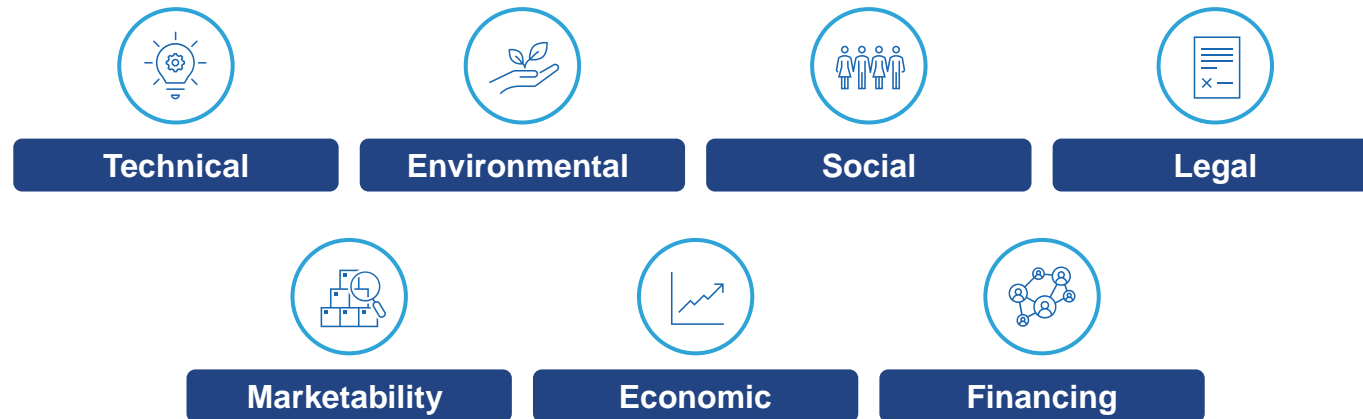 Technical
Environmental
Social
Legal
Marketability
Economic
Financing